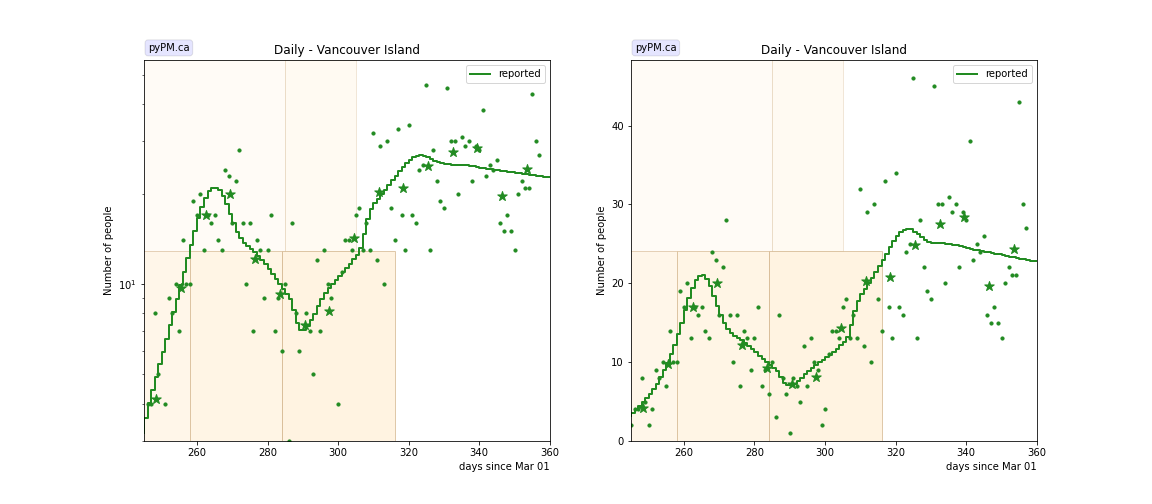 pyPM.ca
Daily - Vancouver Island
reported
Number of people
10¹
260 280 300 320 340 360
days since Mar 01
pyPM.ca
Daily - Vancouver Island
reported
Number of people
40
30
20
10
0
260 280 300 320 340 360
days since Mar 01